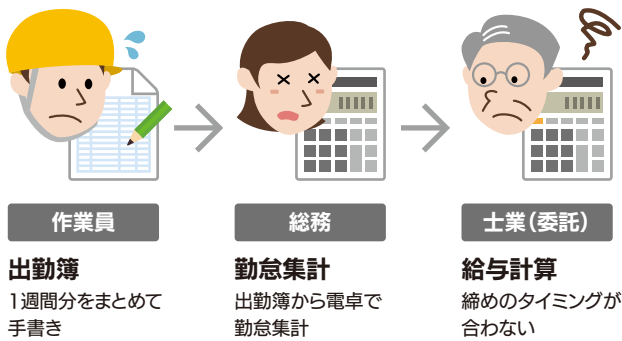 作業員
出勤簿
1週間分をまとめて
手書き
総務
勤怠集計
出勤簿から電卓で
勤怠集計
士業（委託）
給与計算
締めのタイミングが
合わない